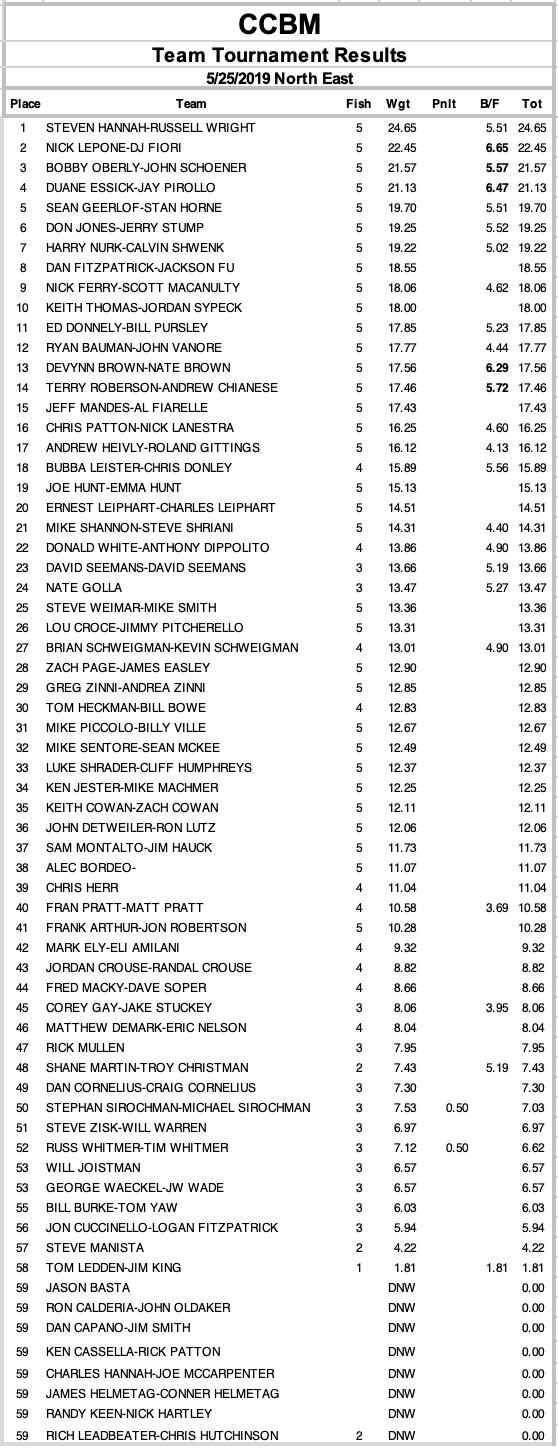 CCBM
Team Tournament Results
5/25/2019 North East
Place Team Fish Wgt Pnlt B/F Tot
1 STEVEN HANNAH-RUSSELL WRIGHT 5 24.65 5.51 24.65
2 NICK LEPONE-DJ FIORI 5 22.45 6.65 22.45
3 BOBBY OBERLY-JOHN SCHOENER 5 21.57 5.57 21.57
4 DUANE ESSICK-JAY PIROLLO 5 21.13 6.47 21.13
5 SEAN GEERLOF-STAN HORNE 5 19.70 5.51 19.70
6 DON JONES-JERRY STUMP 5 19.25 5.52 19.25
7 HARRY NURK-CALVIN SHWENK 5 19.22 5.02 19.22
8 DAN FITZPATRICK-JACKSON FU 5 18.55 18.55
9 NICK FERRY-SCOTT MACANULTY 5 18.06 4.62 18.06
10 KEITH THOMAS-JORDAN SYPECK 5 18.00 18.00
11 ED DONNELY-BILL PURSLEY 5 17.85 5.23 17.85
12 RYAN BAUMAN-JOHN VANORE 5 17.77 4.44 17.77
13 DEVYNN BROWN-NATE BROWN 5 17.56 6.29 17.56
14 TERRY ROBERSON-ANDREW CHIANESE 5 17.46 5.72 17.46
15 JEFF MANDES-AL FIARELLE 5 17.43 17.43
16 CHRIS PATTON-NICK LANESTRA 5 16.25 4.60 16.25
17 ANDREW HEIVLY-ROLAND GITTINGS 5 16.12 4.13 16.12
18 BUBBA LEISTER-CHRIS DONLEY 4 15.89 5.56 15.89
19 JOE HUNT-EMMA HUNT 5 15.13 15.13
20 ERNEST LEIPHART-CHARLES LEIPHART 5 14.51 14.51
21 MIKE SHANNON-STEVE SHRIANI 5 14.31 4.40 14.31
22 DONALD WHITE-ANTHONY DIPPOLITO 4 13.86 4.90 13.86
23 DAVID SEEMANS-DAVID SEEMANS 3 13.66 5.19 13.66
24 NATE GOLLA 3 13.47 5.27 13.47
25 STEVE WEIMAR-MIKE SMITH 5 13.36 13.36
26 LOU CROCE-JIMMY PITCHERELLO 5 13.31 13.31
27 BRIAN SCHWEIGMAN-KEVIN SCHWEIGMAN 4 13.01 4.90 13.01
28 ZACH PAGE-JAMES EASLEY 5 12.90 12.90
29 GREG ZINNI-ANDREA ZINNI 5 12.85 12.85
30 TOM HECKMAN-BILL BOWE 4 12.83 12.83
31 MIKE PICCOLO-BILLY VILLE 5 12.67 12.67
32 MIKE SENTORE-SEAN MCKEE 5 12.49 12.49
33 LUKE SHRADER-CLIFF HUMPHREYS 5 12.37 12.37
34 KEN JESTER-MIKE MACHMER 5 12.25 12.25
35 KEITH COWAN-ZACH COWAN 5 12.11 12.11
36 JOHN DETWEILER-RON LUTZ 5 12.06 12.06
37 SAM MONTALTO-JIM HAUCK 5 11.73 11.73
38 ALEC BORDEO- 5 11.07 11.07
39 CHRIS HERR 4 11.04 11.04
40 FRAN PRATT-MATT PRATT 4 10.58 3.69 10.58
41 FRANK ARTHUR-JON ROBERTSON 5 10.28 10.28
42 MARK ELY-ELI AMILANI 4 9.32 9.32
43 JORDAN CROUSE-RANDAL CROUSE 4 8.82 8.82
44 FRED MACKY-DAVE SOPER 4 8.66 8.66
45 COREY GAY-JAKE STUCKEY 3 8.06 3.95 8.06
46 MATTHEW DEMARK-ERIC NELSON 4 8.04 8.04
47 RICK MULLEN 3 7.95 7.95
48 SHANE MARTIN-TROY CHRISTMAN 2 7.43 5.19 7.43
49 DAN CORNELIUS-CRAIG CORNELIUS 3 7.30 7.30
50 STEPHAN SIROCHMAN-MICHAEL SIROCHMAN 3 7.53 0.50 7.03
51 STEVE ZISK-WILL WARREN 3 6.97 6.97
52 RUSS WHITMER-TIM WHITMER 3 7.12 0.50 6.62
53 WILL JOISTMAN 3 6.57 6.57
53 GEORGE WAECKEL-JW WADE 3 6.57 6.57
55 BILL BURKE-TOM YAW 3 6.03 6.03
56 JON CUCCINELLO-LOGAN FITZPATRICK 3 5.94 5.94
57 STEVE MANISTA 2 4.22 4.22
58 TOM LEDDEN-JIM KING 1 1.81 1.81 1.81
59 JASON BASTA DNW 0.00
59 RON CALDERIA-JOHN OLDAKER DNW 0.00
59 DAN CAPANO-JIM SMITH DNW 0.00
59 KEN CASSELLA-RICK PATTON DNW 0.00
59 CHARLES HANNAH-JOE MCCARPENTER DNW 0.00
59 JAMES HELMETAG-CONNER HELMETAG DNW 0.00
59 RANDY KEEN-NICK HARTLEY DNW 0.00
59 RICH LEADBEATER-CHRIS HUTCHINSON 2 DNW 0.00